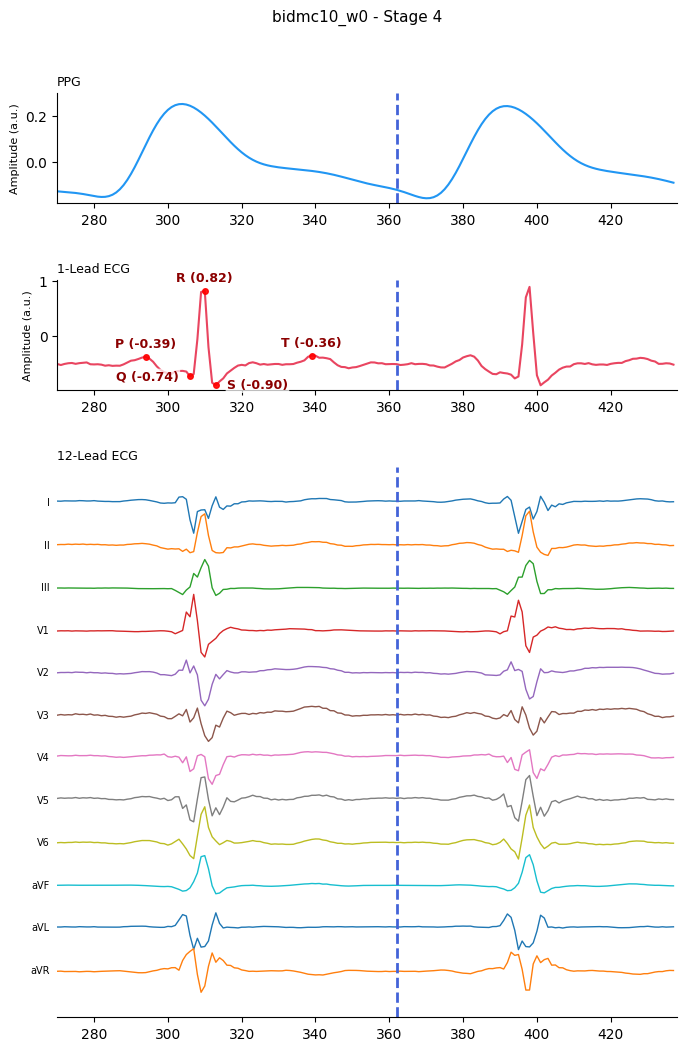 bidmc10_w0 - Stage 4
PPG
Amplitude (a.u.)
0.2
0.0
280 300 320 340 360 380 400 420
1-Lead ECG
Amplitude (a.u.)
1
0
R (0.82)
P (-0.39)
T (-0.36)
Q (-0.74)
S (-0.90)
280 300 320 340 360 380 400 420
12-Lead ECG
I
II
III
V1
V2
V3
V4
V5
V6
aVF
aVL
aVR
280 300 320 340 360 380 400 420